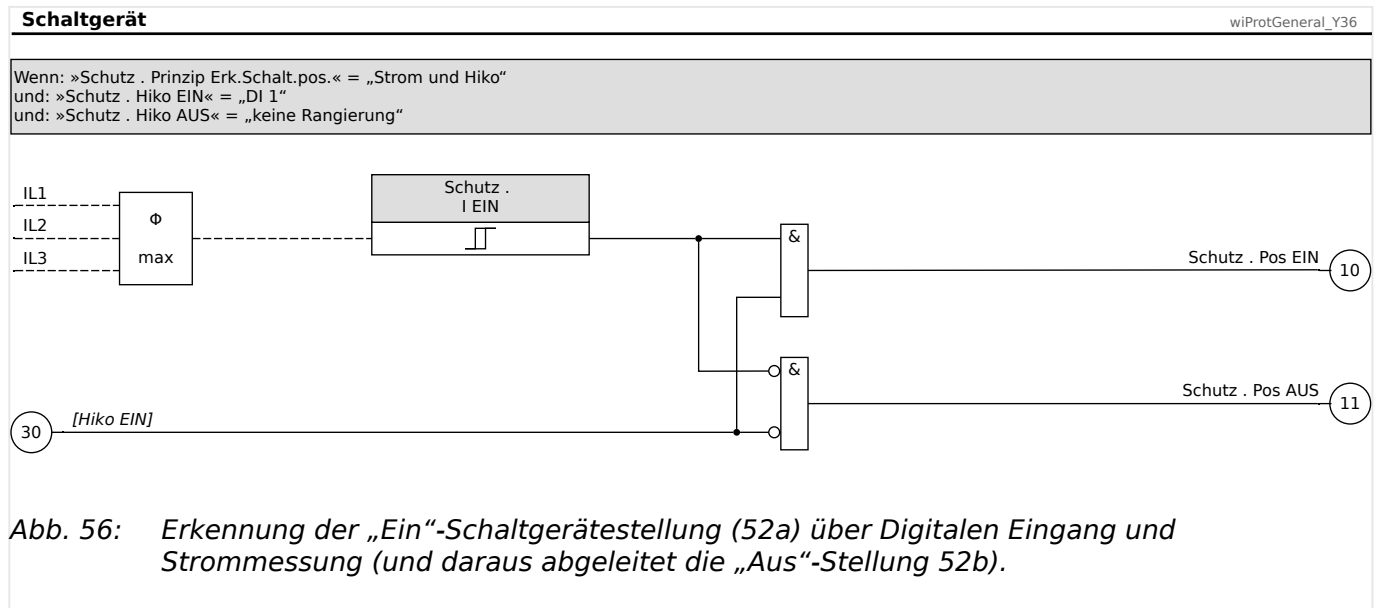 Schaltgerät
wiProtGeneral_Y36
Wenn: »Schutz . Prinzip Erk.Schalt.pos.« = „Strom und Hiko“
und: »Schutz . Hiko EIN« = „DI 1“
und: »Schutz . Hiko AUS« = „keine Rangierung“
IL1
IL2
IL3
Φ
max
Schutz .
I EIN
&
Schutz . Pos EIN
10
&
Schutz . Pos AUS
11
30
[Hiko EIN]
Abb. 56: Erkennung der „Ein“-Schaltgerätestellung (52a) über Digitalen Eingang und
Strommessung (und daraus abgeleitet die „Aus“-Stellung 52b).